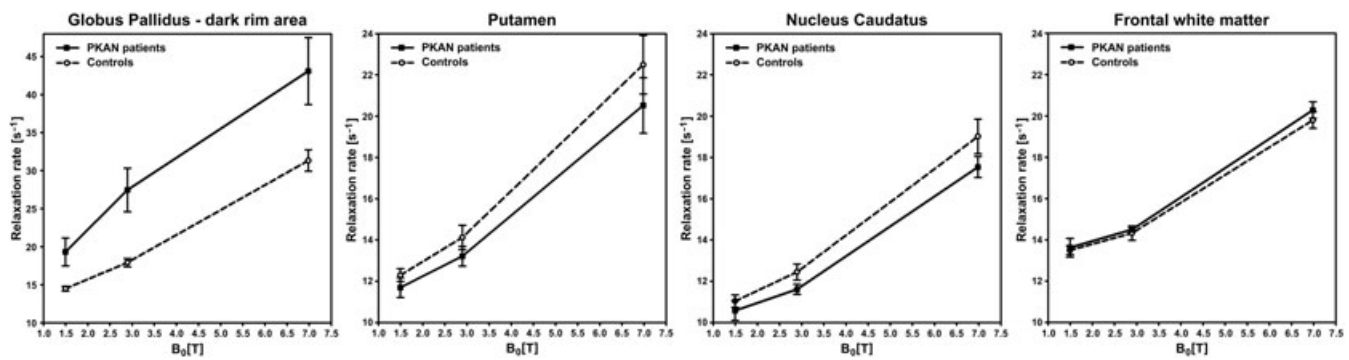 Globus Pallidus - dark rim area
Relaxation rate [s⁻¹]
45
40
35
30
25
20
15
10
PKAN patients
Controls
1.0 1.5 2.0 2.5 3.0 3.5 4.0 4.5 5.0 5.5 6.0 6.5 7.0 7.5
B₀[T]
Putamen
Relaxation rate [s⁻¹]
24
22
20
18
16
14
12
10
PKAN patients
Controls
1.0 1.5 2.0 2.5 3.0 3.5 4.0 4.5 5.0 5.5 6.0 6.5 7.0 7.5
B₀[T]
Nucleus Caudatus
Relaxation rate [s⁻¹]
24
22
20
18
16
14
12
10
PKAN patients
Controls
1.0 1.5 2.0 2.5 3.0 3.5 4.0 4.5 5.0 5.5 6.0 6.5 7.0 7.5
B₀[T]
Frontal white matter
Relaxation rate [s⁻¹]
24
22
20
18
16
14
12
10
PKAN patients
Controls
1.0 1.5 2.0 2.5 3.0 3.5 4.0 4.5 5.0 5.5 6.0 6.5 7.0 7.5
B₀[T]